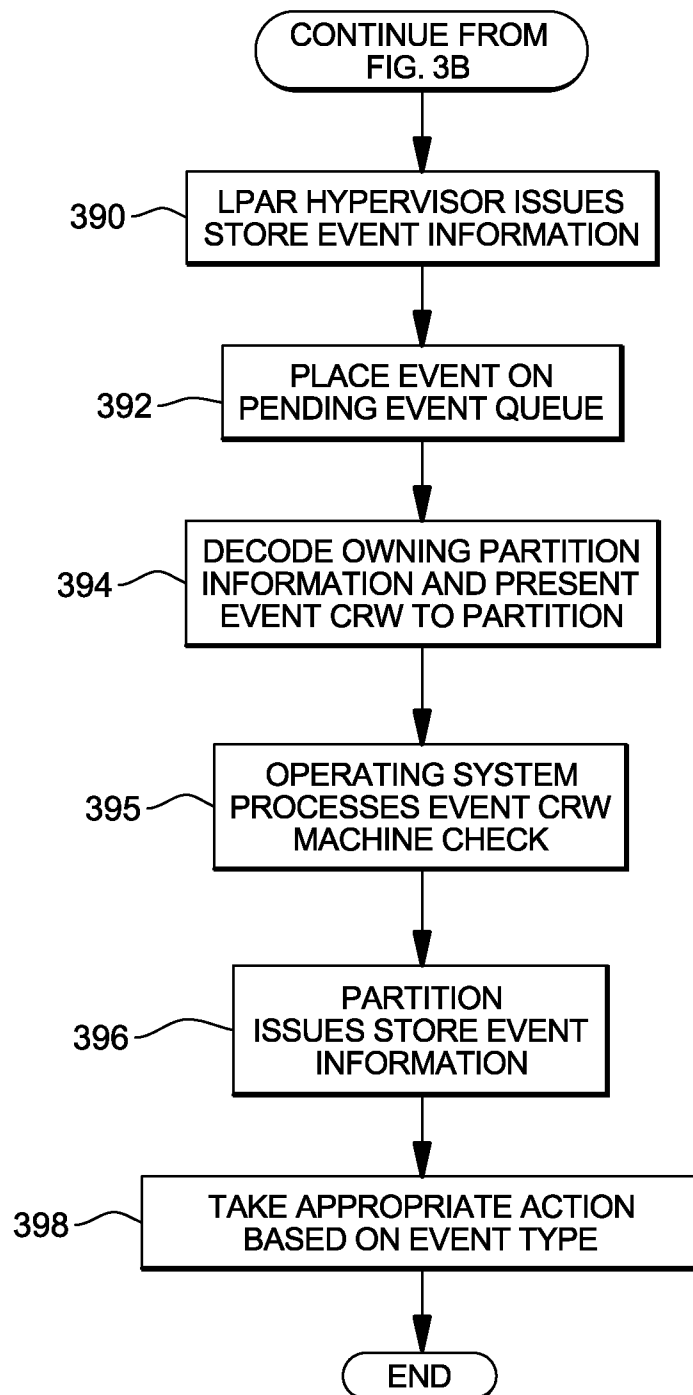 CONTINUE FROM
FIG. 3B
390
LPAR HYPERVISOR ISSUES
STORE EVENT INFORMATION
392
PLACE EVENT ON
PENDING EVENT QUEUE
394
DECODE OWNING PARTITION
INFORMATION AND PRESENT
EVENT CRW TO PARTITION
395
OPERATING SYSTEM
PROCESSES EVENT CRW
MACHINE CHECK
396
PARTITION
ISSUES STORE EVENT
INFORMATION
398
TAKE APPROPRIATE ACTION
BASED ON EVENT TYPE
END